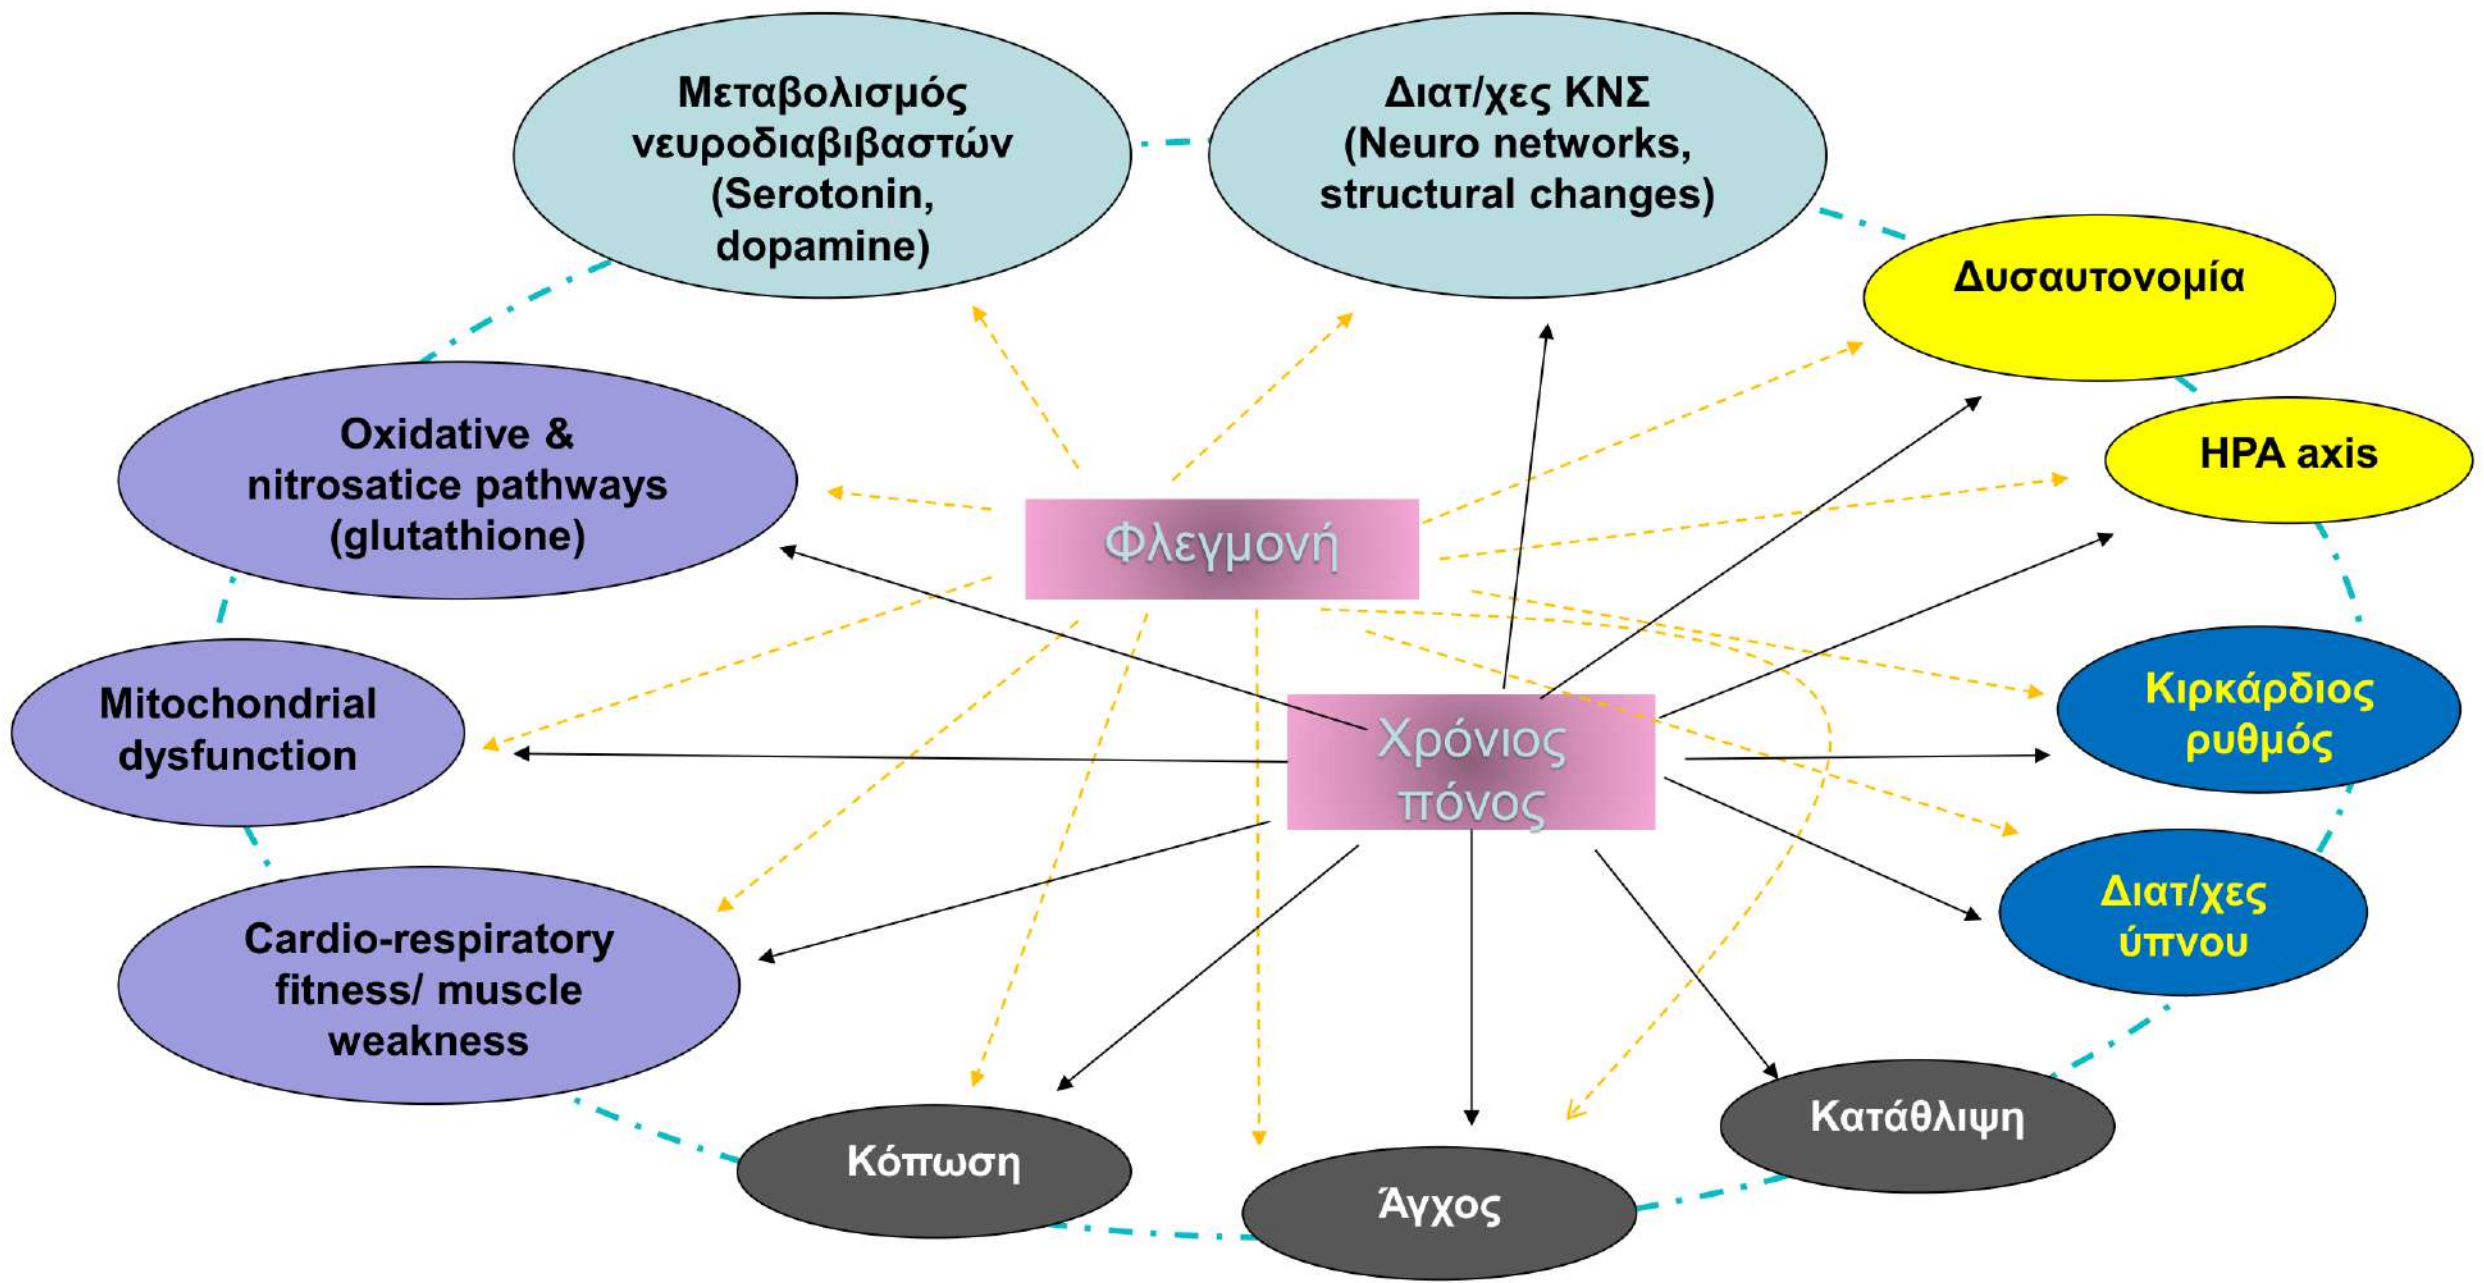 Μεταβολισμός
νευροδιαβιβαστών
(Serotonin,
dopamine)
Διατ/χες ΚΝΣ
(Neuro networks,
structural changes)
Δυσαυτονομία
HPA axis
Oxidative &
nitrosatice pathways
(glutathione)
Φλεγμονή
Mitochondrial
dysfunction
Χρόνιος
πόνος
Κιρκάρδιος
ρυθμός
Διατ/χες
ύπνου
Cardio-respiratory
fitness/ muscle
weakness
Κόπωση
Άγχος
Κατάθλιψη